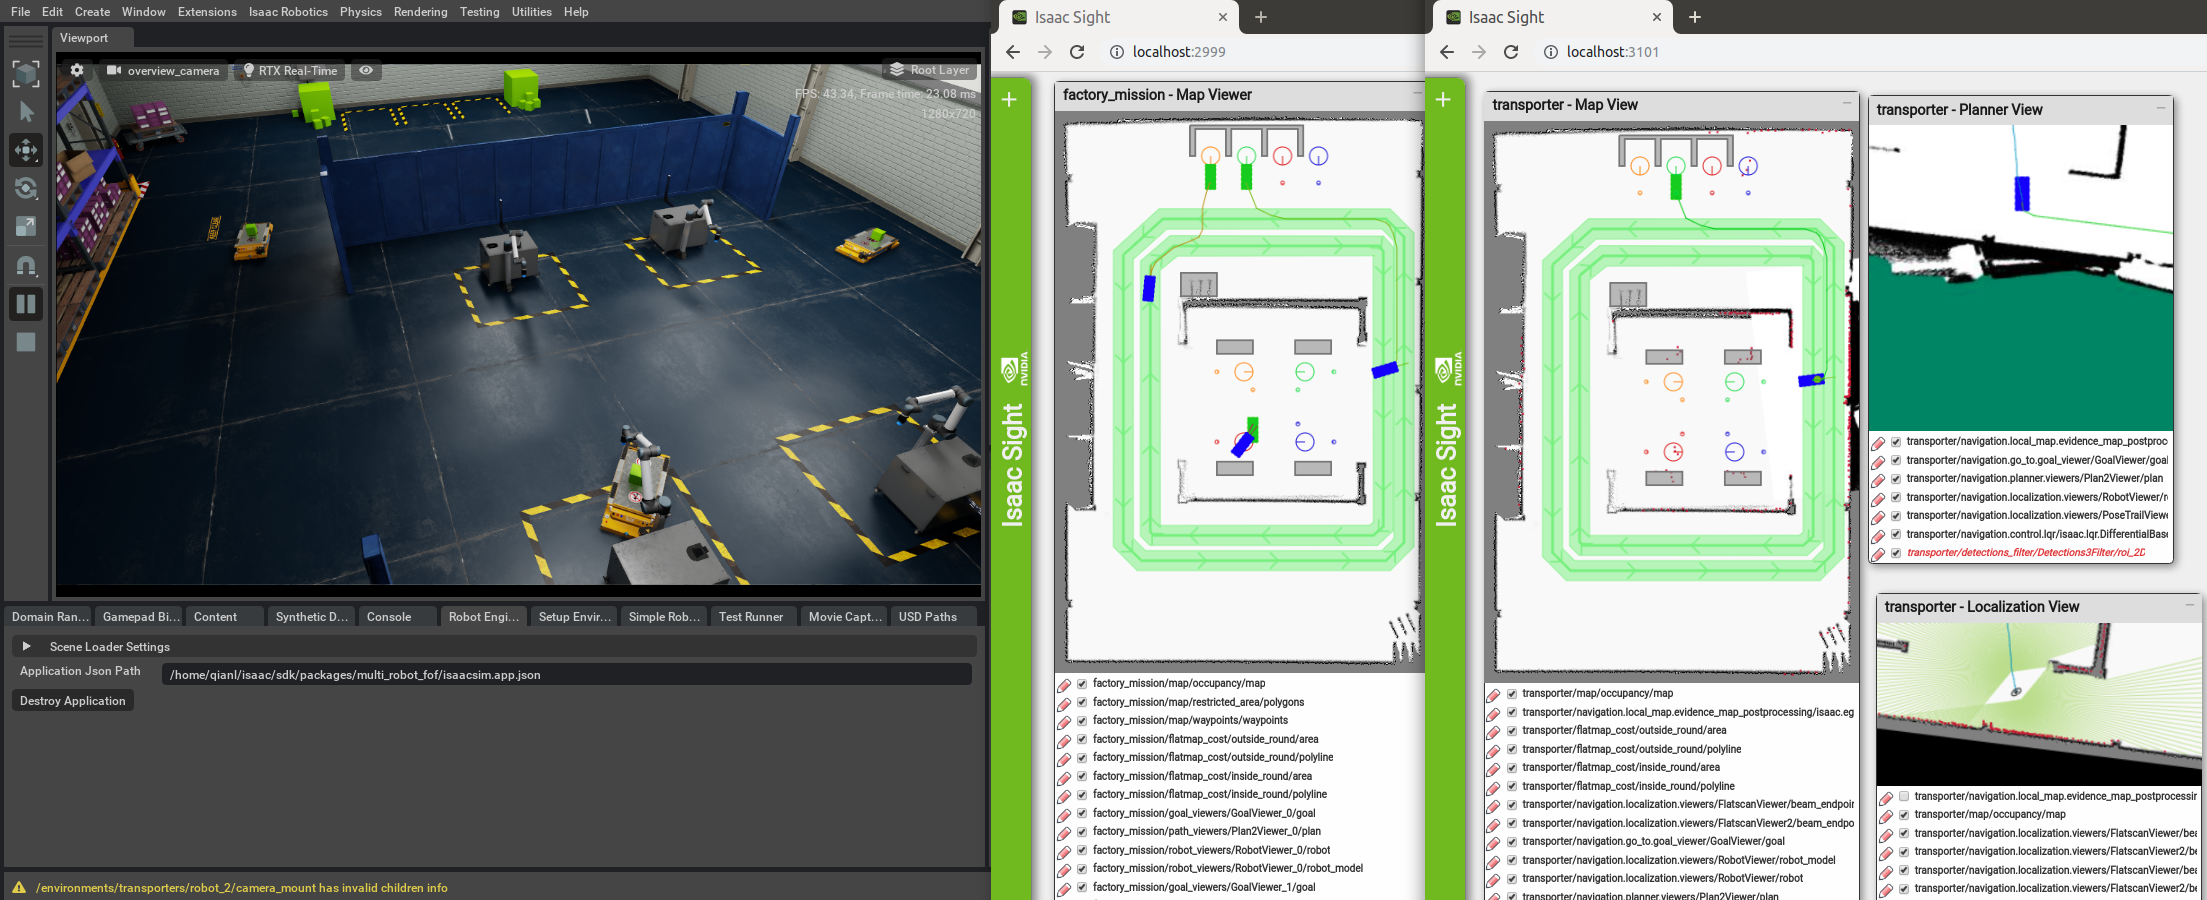 File Edit Create Window Extensions Isaac Robotics Physics Rendering Testing Utilities Help
Viewport
overview_camera RTX Real-Time Root Layer
FPS: 43.34, Frame time: 23.08 ms
1280x720
Domain Ran... Gamepad Bi... Content Synthetic D... Console Robot Engi... Setup Envir... Simple Rob... Test Runner Movie Capt... USD Paths
Scene Loader Settings
Application Json Path /home/qianl/isaac/sdk/packages/multi_robot_fof/isaacsim.app.json
Destroy Application
/environments/transporters/robot_2/camera_mount has invalid children info
Isaac Sight
localhost:2999
NVIDIA Isaac Sight
factory_mission - Map Viewer
factory_mission/map/occupancy/map
factory_mission/map/restricted_area/polygons
factory_mission/map/waypoints/waypoints
factory_mission/flatmap_cost/outside_round/area
factory_mission/flatmap_cost/outside_round/polyline
factory_mission/flatmap_cost/inside_round/area
factory_mission/flatmap_cost/inside_round/polyline
factory_mission/goal_viewers/GoalViewer_0/goal
factory_mission/path_viewers/Plan2Viewer_0/plan
factory_mission/robot_viewers/RobotViewer_0/robot
factory_mission/robot_viewers/RobotViewer_0/robot_model
factory_mission/goal_viewers/GoalViewer_1/goal
Isaac Sight
localhost:3101
NVIDIA Isaac Sight
transporter - Map View
transporter/map/occupancy/map
transporter/navigation.local_map.evidence_map_postprocessing/isaac.eg
transporter/flatmap_cost/outside_round/area
transporter/flatmap_cost/outside_round/polyline
transporter/flatmap_cost/inside_round/area
transporter/flatmap_cost/inside_round/polyline
transporter/navigation.localization.viewers/FlatscanViewer/beam_endpoir
transporter/navigation.localization.viewers/FlatscanViewer2/beam_endpo
transporter/navigation.go_to.goal_viewer/GoalViewer/goal
transporter/navigation.localization.viewers/RobotViewer/robot_model
transporter/navigation.localization.viewers/RobotViewer/robot
transporter/navigation.planner.viewers/Plan2Viewer/plan
transporter - Planner View
transporter/navigation.local_map.evidence_map_postproc
transporter/navigation.go_to.goal_viewer/GoalViewer/goal
transporter/navigation.planner.viewers/Plan2Viewer/plan
transporter/navigation.localization.viewers/RobotViewer/r
transporter/navigation.localization.viewers/PoseTrailViewe
transporter/navigation.control.lqr/isaac.lqr.DifferentialBase
transporter/detections_filter/Detections3Filter/roi_2D
transporter - Localization View
transporter/navigation.local_map.evidence_map_postprocessir
transporter/map/occupancy/map
transporter/navigation.localization.viewers/FlatscanViewer/bea
transporter/navigation.localization.viewers/FlatscanViewer2/be
transporter/navigation.localization.viewers/FlatscanViewer/bea
transporter/navigation.localization.viewers/FlatscanViewer2/be